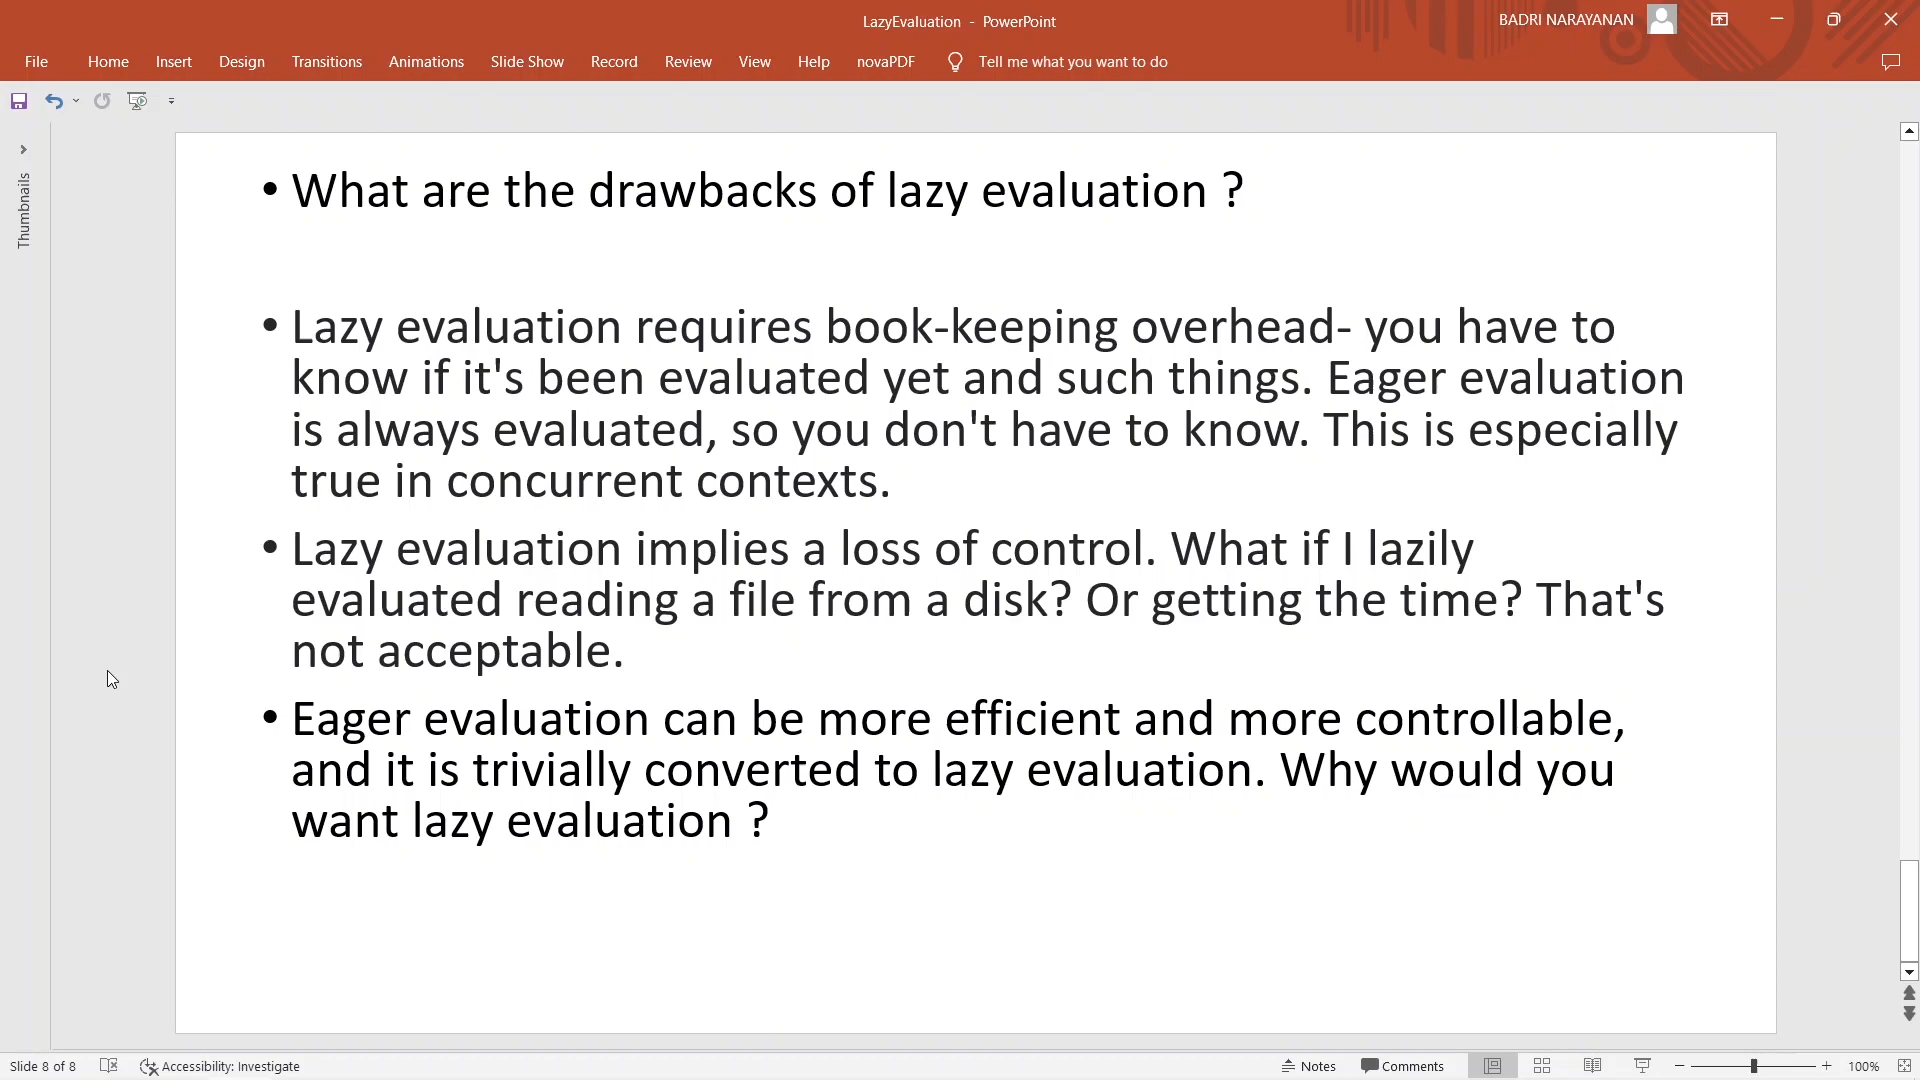 LazyEvaluation - PowerPoint
BADRI NARAYANAN
File Home Insert Design Transitions Animations Slide Show Record Review View Help novaPDF Tell me what you want to do
Thumbnails
• What are the drawbacks of lazy evaluation ?
• Lazy evaluation requires book-keeping overhead- you have to
know if it's been evaluated yet and such things. Eager evaluation
is always evaluated, so you don't have to know. This is especially
true in concurrent contexts.
• Lazy evaluation implies a loss of control. What if I lazily
evaluated reading a file from a disk? Or getting the time? That's
not acceptable.
• Eager evaluation can be more efficient and more controllable,
and it is trivially converted to lazy evaluation. Why would you
want lazy evaluation ?
Slide 8 of 8 Accessibility: Investigate Notes Comments 100%